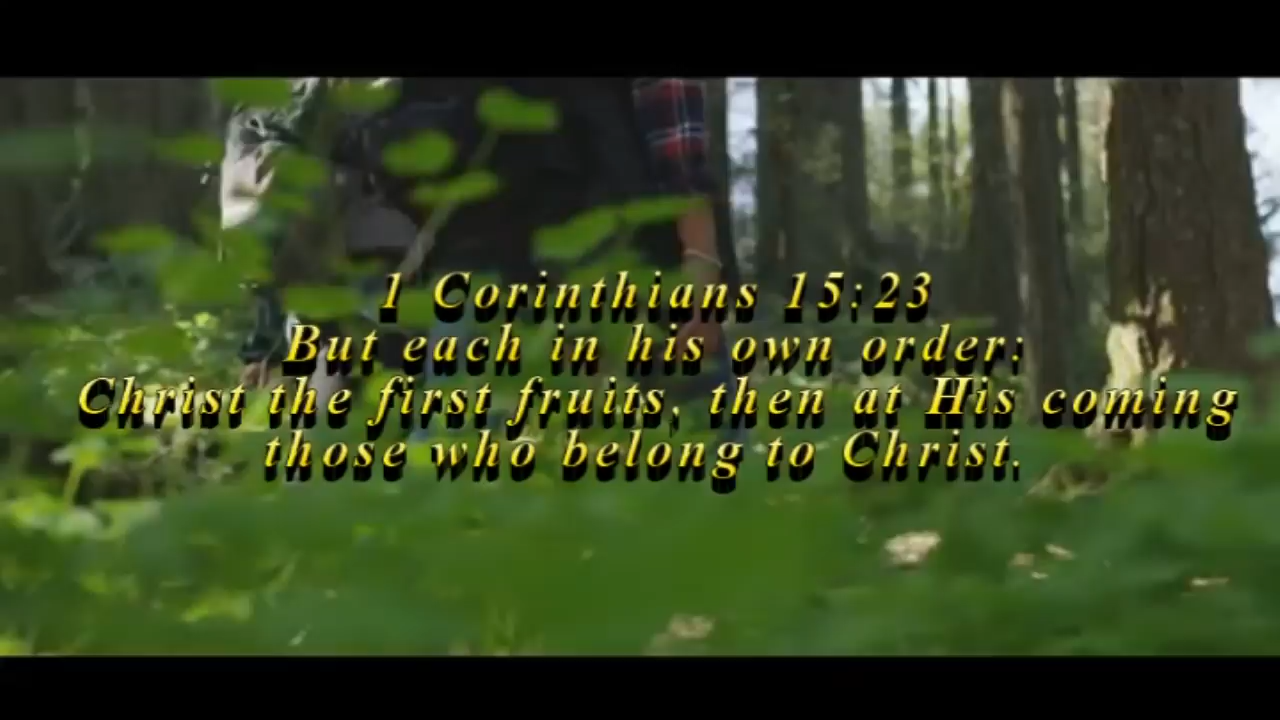 1 Corinthians 15:23
But each in his own order:
Christ the first fruits, then at His coming
those who belong to Christ.